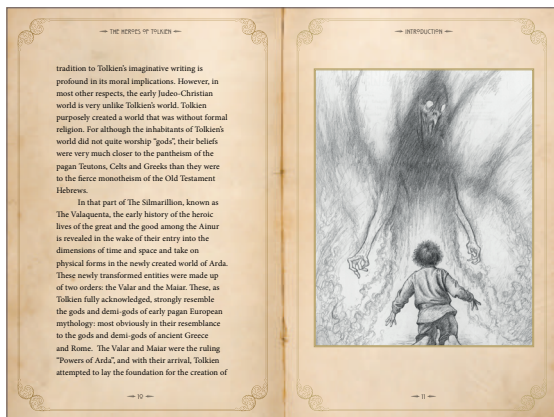 THE HEROES OF TOLKIEN
tradition to Tolkien's imaginative writing is
profound in its moral implications. However, in
most other respects, the early Judeo-Christian
world is very unlike Tolkien's world. Tolkien
purposely created a world that was without formal
religion. For although the inhabitants of Tolkien's
world did not quite worship "gods", their beliefs
were very much closer to the pantheism of the
pagan Teutons, Celts and Greeks than they were
to the fierce monotheism of the Old Testament
Hebrews.
In that part of The Silmarillion, known as
The Valaquenta, the early history of the heroic
lives of the great and the good among the Ainur
is revealed in the wake of their entry into the
dimensions of time and space and take on
physical forms in the newly created world of Arda.
These newly transformed entities were made up
of two orders: the Valar and the Maiar. These, as
Tolkien fully acknowledged, strongly resemble
the gods and demi-gods of early pagan European
mythology: most obviously in their resemblance
to the gods and demi-gods of ancient Greece
and Rome. The Valar and Maiar were the ruling
"Powers of Arda", and with their arrival, Tolkien
attempted to lay the foundation for the creation of
10
INTRODUCTION
11